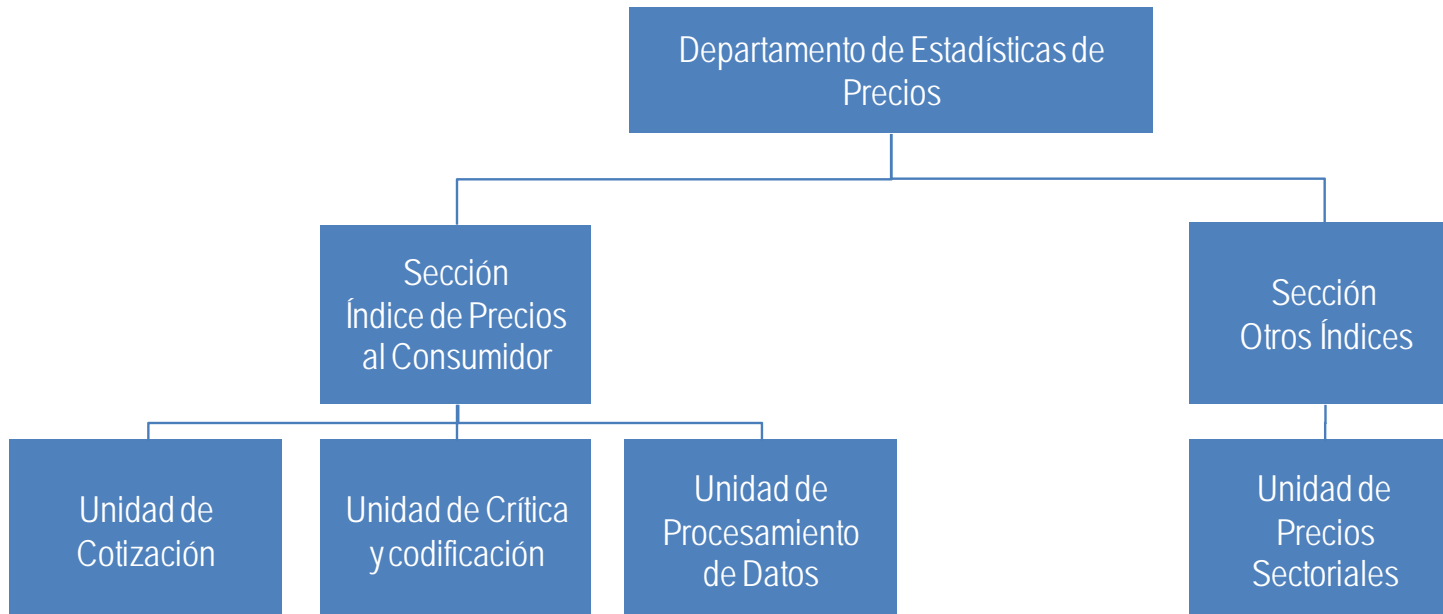 Departamento de Estadísticas de
Precios
Sección
Índice de Precios
al Consumidor
Sección
Otros Índices
Unidad de
Cotización
Unidad de Crítica
y codificación
Unidad de
Procesamiento
de Datos
Unidad de
Precios
Sectoriales